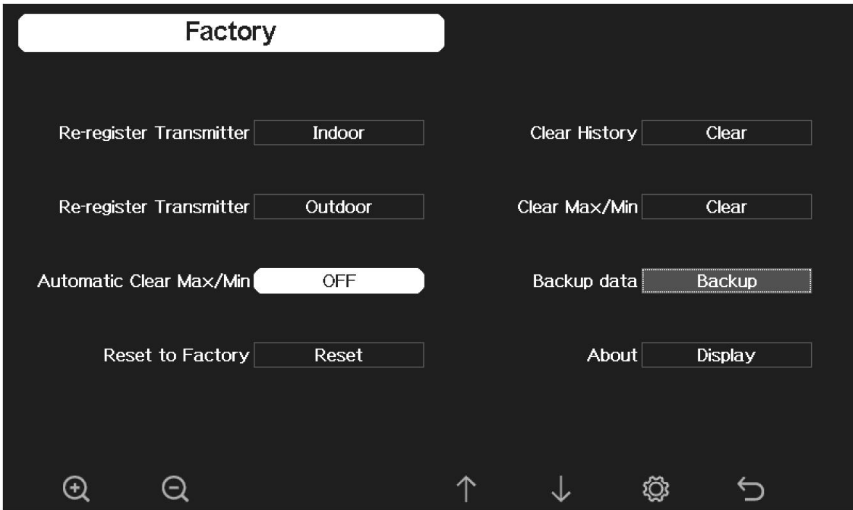 Factory
Re-register Transmitter Indoor Clear History Clear
Re-register Transmitter Outdoor Clear Max/Min Clear
Automatic Clear Max/Min OFF Backup data Backup
Reset to Factory Reset About Display